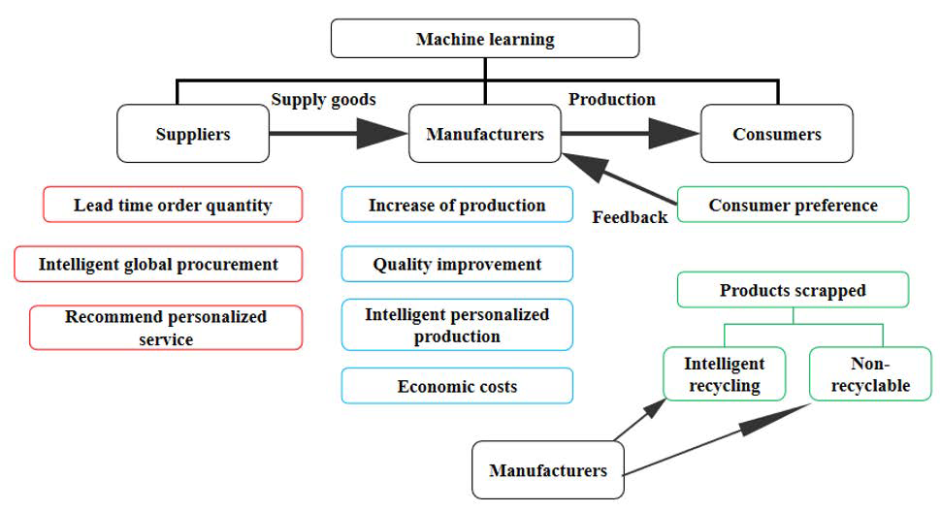 Machine learning
Supply goods
Production
Suppliers
Manufacturers
Consumers
Lead time order quantity
Increase of production
Consumer preference
Feedback
Intelligent global procurement
Quality improvement
Products scrapped
Recommend personalized
service
Intelligent personalized
production
Intelligent
recycling
Non-
recyclable
Economic costs
Manufacturers